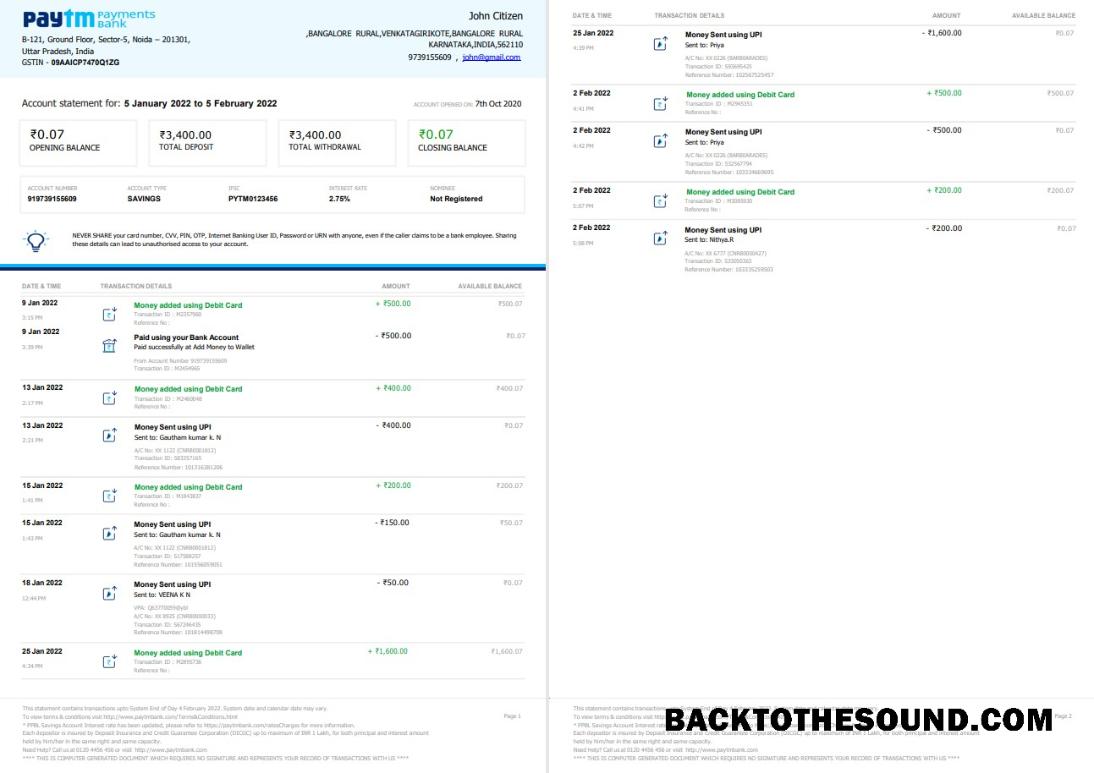 paytm payments
Bank
B-121, Ground Floor, Sector-5, Noida – 201301,
Uttar Pradesh, India
GSTIN - 09AAICP7470Q1ZG
John Citizen
,BANGALORE RURAL,VENKATAGIRIKOTE,BANGALORE RURAL
KARNATAKA,INDIA,562110
9739155609 , john@gmail.com
Account statement for: 5 January 2022 to 5 February 2022
ACCOUNT OPENED ON: 7th Oct 2020
₹0.07 ₹3,400.00 ₹3,400.00 ₹0.07
OPENING BALANCE TOTAL DEPOSIT TOTAL WITHDRAWAL CLOSING BALANCE
ACCOUNT NUMBER ACCOUNT TYPE IFSC INTEREST RATE NOMINEE
919739155609 SAVINGS PYTM0123456 2.75% Not Registered
NEVER SHARE your card number, CVV, PIN, OTP, Internet Banking User ID, Password or URN with anyone, even if the caller claims to be a bank employee. Sharing
these details can lead to unauthorised access to your account.
DATE & TIME TRANSACTION DETAILS AMOUNT AVAILABLE BALANCE
9 Jan 2022 Money added using Debit Card + ₹500.00 ₹500.07
3:15 PM Transaction ID : M2357968
Reference No :
9 Jan 2022 Paid using your Bank Account - ₹500.00 ₹0.07
3:39 PM Paid successfully at Add Money to Wallet
From Account Number 919739155609
Transaction ID : M2454565
13 Jan 2022 Money added using Debit Card + ₹400.00 ₹400.07
2:17 PM Transaction ID : M2460648
Reference No :
13 Jan 2022 Money Sent using UPI - ₹400.00 ₹0.07
2:21 PM Sent to: Gautham kumar k. N
A/C No: XX 1122 (CNRB0001012)
Transaction ID: 583257165
Reference Number: 101316381206
15 Jan 2022 Money added using Debit Card + ₹200.00 ₹200.07
1:41 PM Transaction ID : M1843837
Reference No :
15 Jan 2022 Money Sent using UPI - ₹150.00 ₹50.07
1:43 PM Sent to: Gautham kumar k. N
A/C No: XX 1122 (CNRB0001012)
Transaction ID: 517569257
Reference Number: 101556059051
18 Jan 2022 Money Sent using UPI - ₹50.00 ₹0.07
12:44 PM Sent to: VEENA K N
A/C No: XX 8925 (CNRB0000033)
Transaction ID: 567246435
Reference Number: 101814498709
25 Jan 2022 Money added using Debit Card + ₹1,600.00 ₹1,600.07
4:34 PM Transaction ID : M2895736
Reference No :
This statement contains transactions upto System End of Day 4 February 2022. System date and calendar date may vary.
To view terms & conditions visit http://www.paytmbank.com/Terms&Conditions.html Page 1
* PPBL Savings Account Interest rate has been updated, please refer to https://paytmbank.com/ratesCharges for more information.
Each depositor is insured by Deposit Insurance and Credit Guarantee Corporation (DICGC) up to maximum of INR 1 Lakh, for both principal and interest amount
held by him/her in the same right and same capacity.
Need Help? Call us at 0120 4456 456 or visit http://www.paytmbank.com
**** THIS IS COMPUTER GENERATED DOCUMENT WHICH REQUIRES NO SIGNATURE AND REPRESENTS YOUR RECORD OF TRANSACTIONS WITH US ****
DATE & TIME TRANSACTION DETAILS AMOUNT AVAILABLE BALANCE
25 Jan 2022 Money Sent using UPI - ₹1,600.00 ₹0.07
4:39 PM Sent to: Priya
A/C No: XX 0226 (BARB0ARADES)
Transaction ID: 593695425
Reference Number: 102567525457
2 Feb 2022 Money added using Debit Card + ₹500.00 ₹500.07
4:41 PM Transaction ID : M2945351
Reference No :
2 Feb 2022 Money Sent using UPI - ₹500.00 ₹0.07
4:42 PM Sent to: Priya
A/C No: XX 0226 (BARB0ARADES)
Transaction ID: 532567794
Reference Number: 103334669695
2 Feb 2022 Money added using Debit Card + ₹200.00 ₹200.07
5:07 PM Reference No :
2 Feb 2022 Money Sent using UPI - ₹200.00 ₹0.07
5:08 PM Sent to: Nithya.R
A/C No: XX 6777 (CNRB0000427)
Transaction ID: 533050363
Reference Number: 103335259503
This statement contains transactions
To view terms & conditions visit Page 2
* PPBL Savings Account Interest
BACKTOTHESOUND.COM
Each depositor is insured by Deposit Insurance and Credit Guarantee Corporation (DICGC) up to maximum of INR 1 Lakh, for both principal and interest amount
held by him/her in the same right and same capacity.
Need Help? Call us at 0120 4456 456 or visit http://www.paytmbank.com
**** THIS IS COMPUTER GENERATED DOCUMENT WHICH REQUIRES NO SIGNATURE AND REPRESENTS YOUR RECORD OF TRANSACTIONS WITH US ****